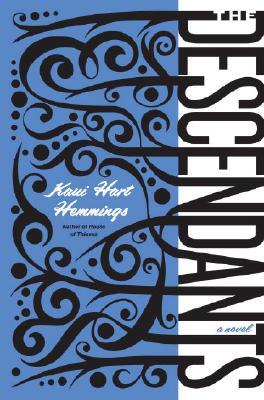 THE
DESCENDANTS
Kaui Hart
Hemmings
Author of House
of Thieves
a novel